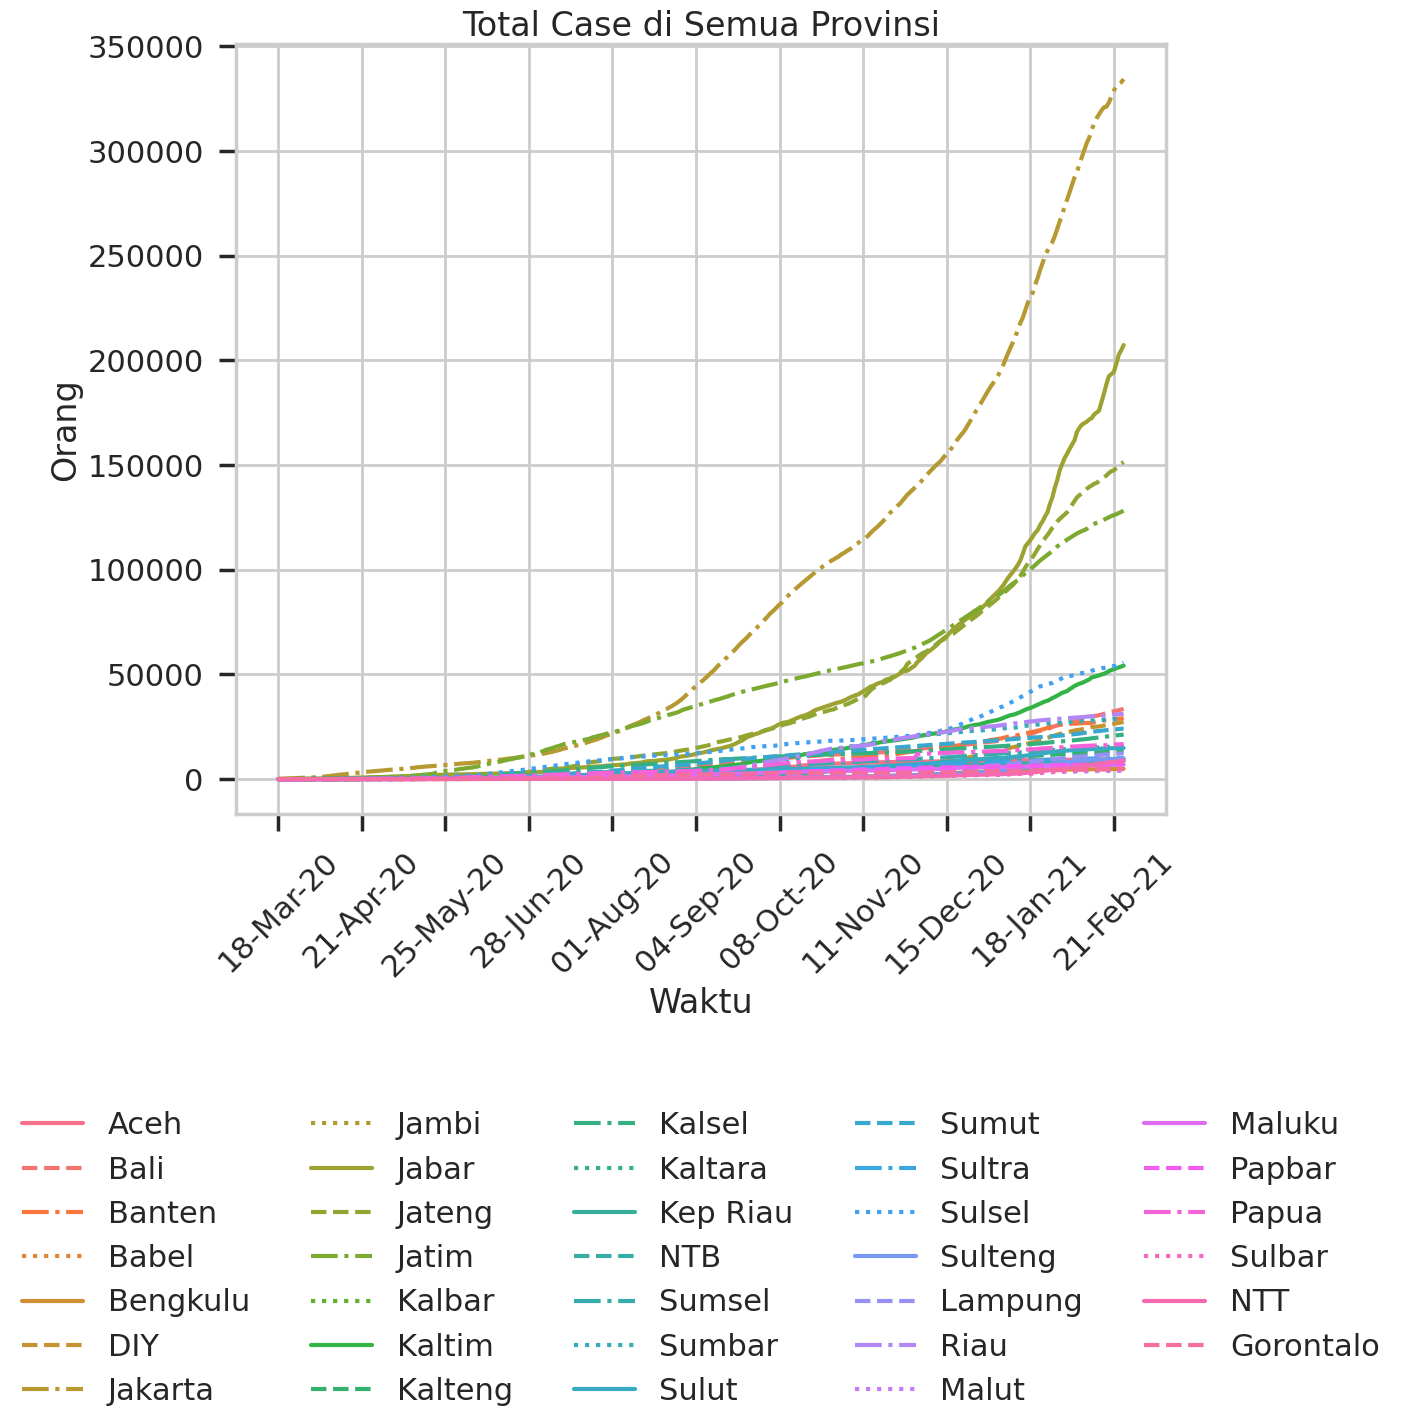 Total Case di Semua Provinsi
350000
300000
250000
200000
150000
100000
50000
0
Orang
18-Mar-20
21-Apr-20
25-May-20
28-Jun-20
01-Aug-20
04-Sep-20
08-Oct-20
11-Nov-20
15-Dec-20
18-Jan-21
21-Feb-21
Waktu
Aceh
Bali
Banten
Babel
Bengkulu
DIY
Jakarta
Jambi
Jabar
Jateng
Jatim
Kalbar
Kaltim
Kalteng
Kalsel
Kaltara
Kep Riau
NTB
Sumsel
Sumbar
Sulut
Sumut
Sultra
Sulsel
Sulteng
Lampung
Riau
Malut
Maluku
Papbar
Papua
Sulbar
NTT
Gorontalo